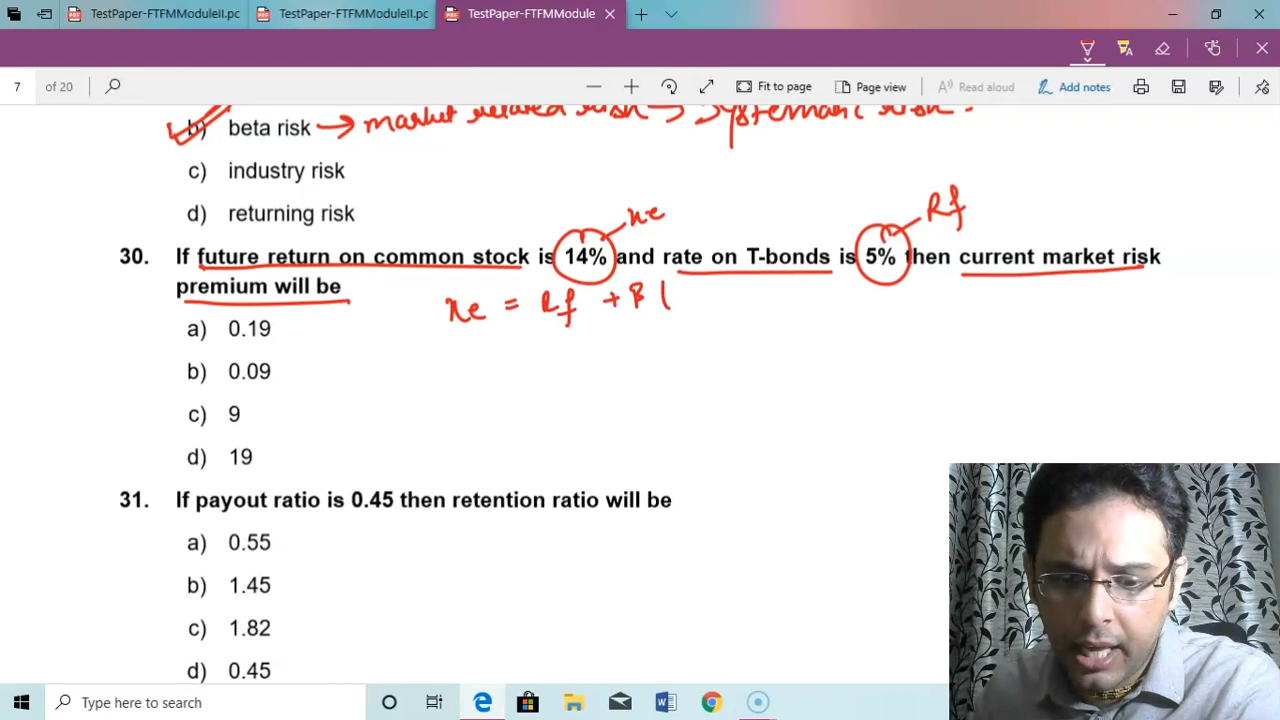 TestPaper-FTFMModuleII.pc TestPaper-FTFMModuleII.pc TestPaper-FTFMModule
7 of 20 Fit to page Page view Read aloud Add notes
b) beta risk → market related risk → systematic risk.
c) industry risk
d) returning risk
Rf
30. If future return on common stock is 14% and rate on T-bonds is 5% then current market risk
premium will be
= Rf + β (
a) 0.19
b) 0.09
c) 9
d) 19
31. If payout ratio is 0.45 then retention ratio will be
a) 0.55
b) 1.45
c) 1.82
d) 0.45
Type here to search